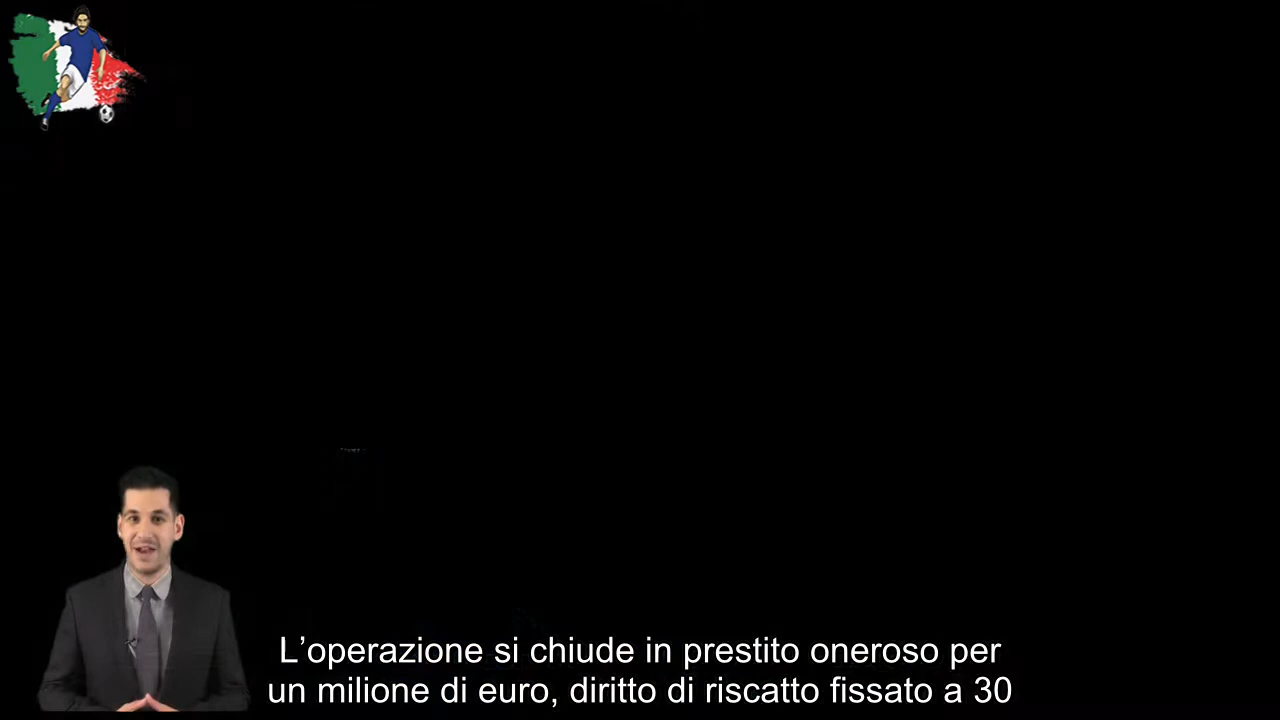 L’operazione si chiude in prestito oneroso per
un milione di euro, diritto di riscatto fissato a 30